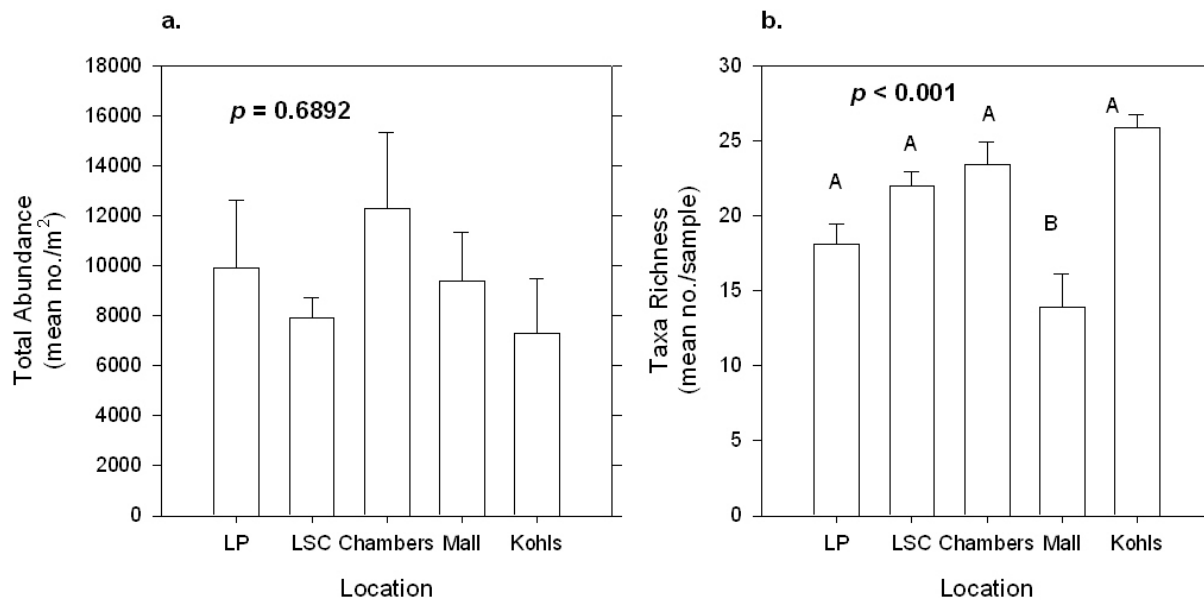 a.
18000
16000
14000
12000
10000
8000
6000
4000
2000
0
Total Abundance
(mean no./m²)
p = 0.6892
LP LSC Chambers Mall Kohls
Location
b.
30
25
20
15
10
5
0
Taxa Richness
(mean no./sample)
p < 0.001
A
A
A
B
A
LP LSC Chambers Mall Kohls
Location